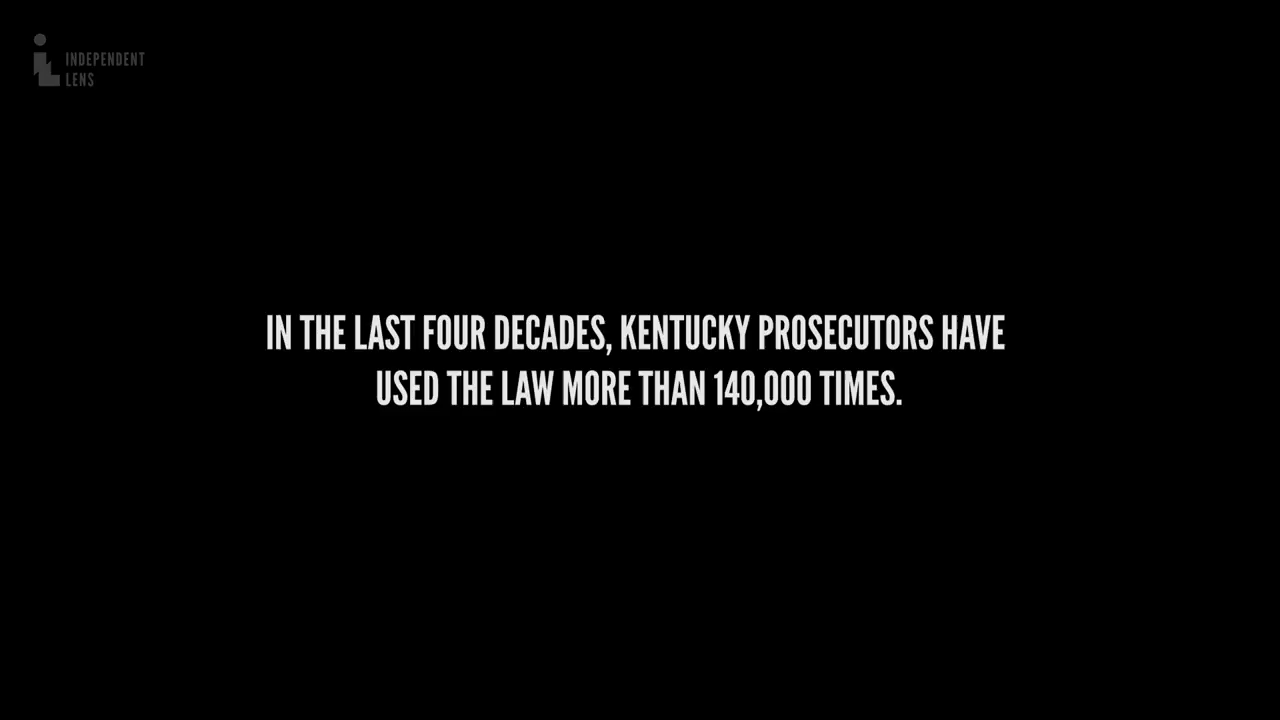 INDEPENDENT
LENS
IN THE LAST FOUR DECADES, KENTUCKY PROSECUTORS HAVE
USED THE LAW MORE THAN 140,000 TIMES.